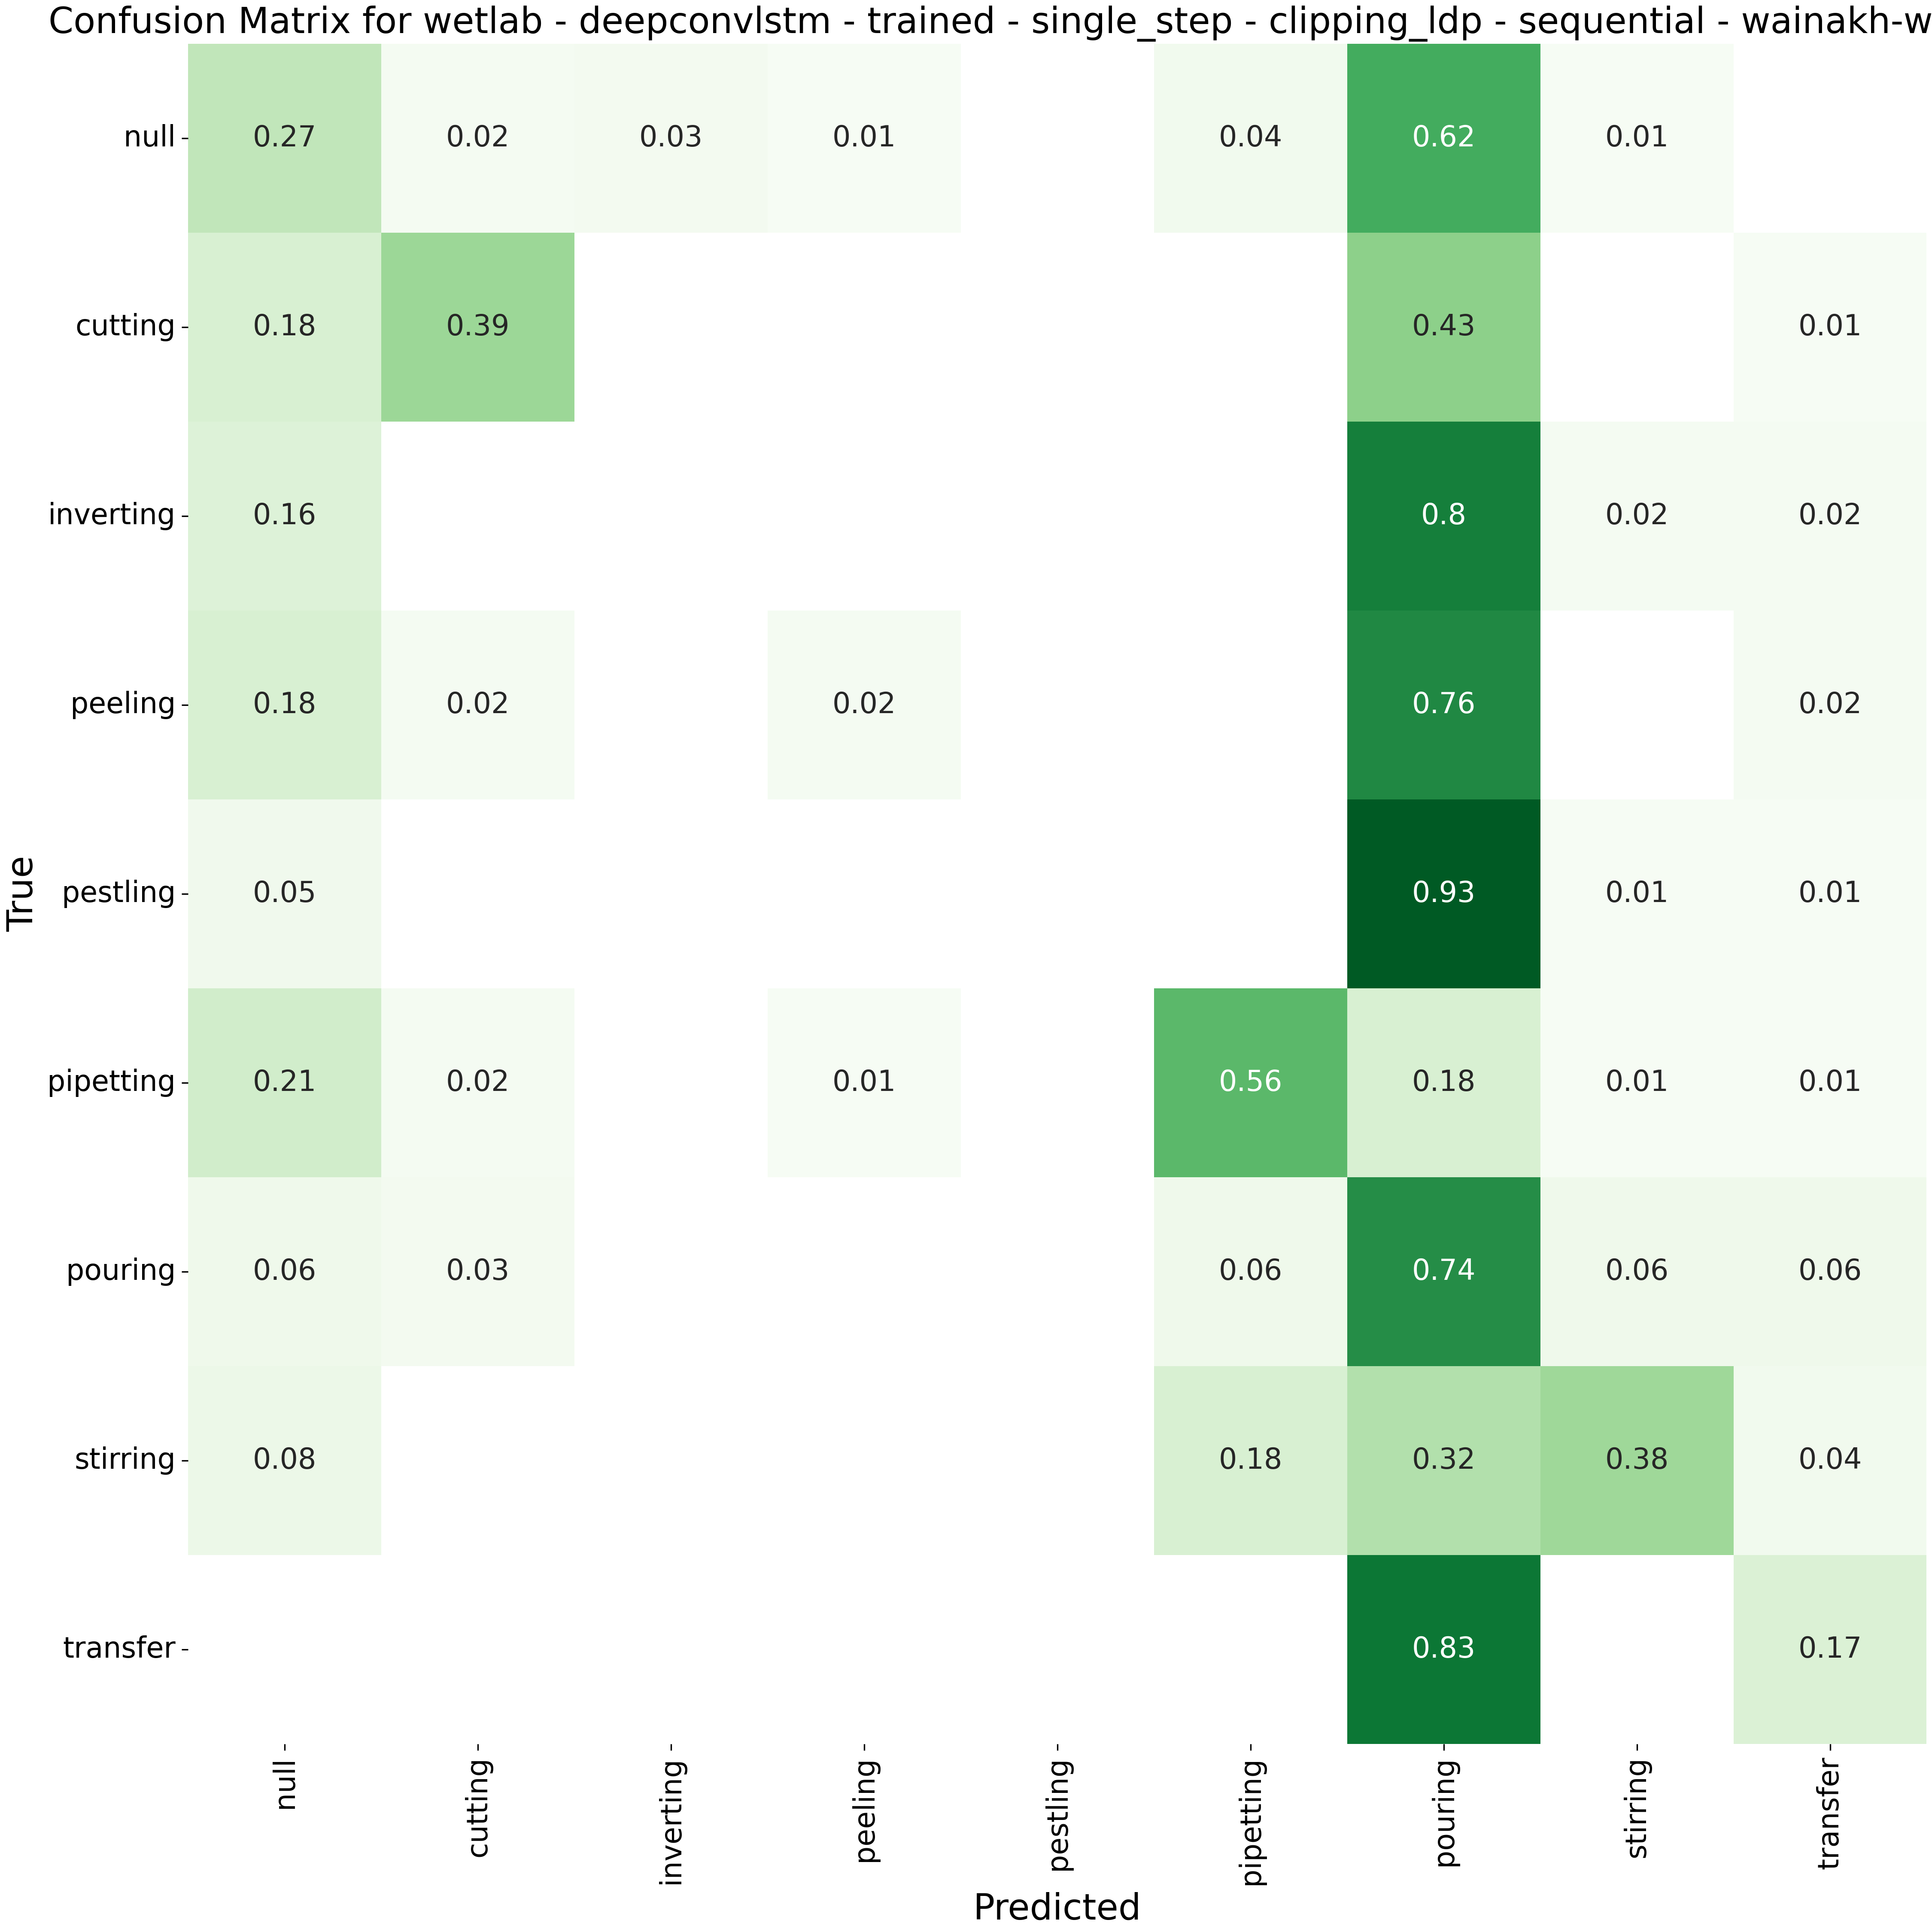 Confusion Matrix for wetlab - deepconvlstm - trained - single_step - clipping_ldp - sequential - wainakh-w
null 0.27 0.02 0.03 0.01 0.04 0.62 0.01
cutting 0.18 0.39 0.43 0.01
inverting 0.16 0.8 0.02 0.02
peeling 0.18 0.02 0.02 0.76 0.02
pestling 0.05 0.93 0.01 0.01
pipetting 0.21 0.02 0.01 0.56 0.18 0.01 0.01
pouring 0.06 0.03 0.06 0.74 0.06 0.06
stirring 0.08 0.18 0.32 0.38 0.04
transfer 0.83 0.17
True
null cutting inverting peeling pestling pipetting pouring stirring transfer
Predicted